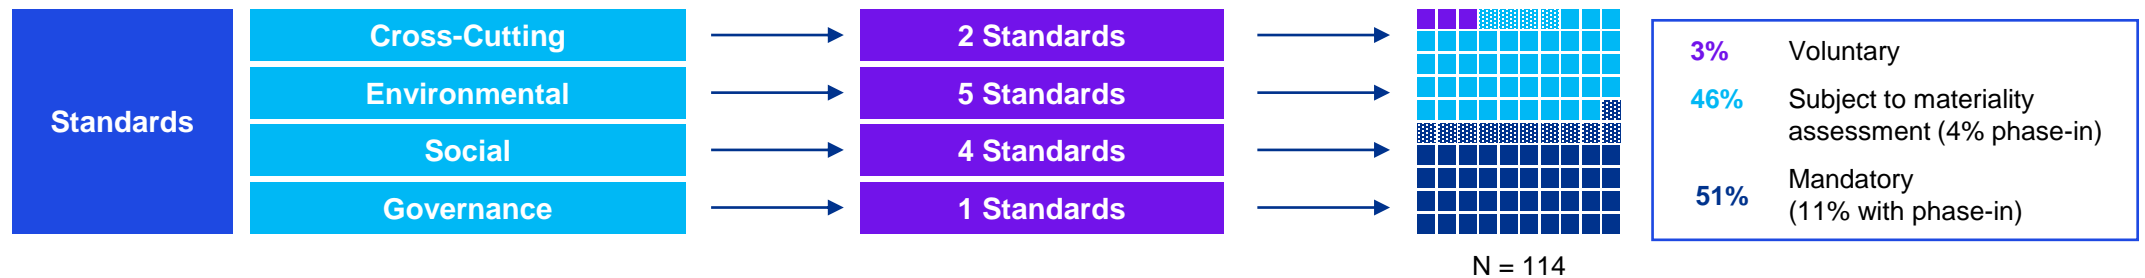 Standards
Cross-Cutting
Environmental
Social
Governance
2 Standards
5 Standards
4 Standards
1 Standards
N = 114
3% Voluntary
46% Subject to materiality
assessment (4% phase-in)
51% Mandatory
(11% with phase-in)